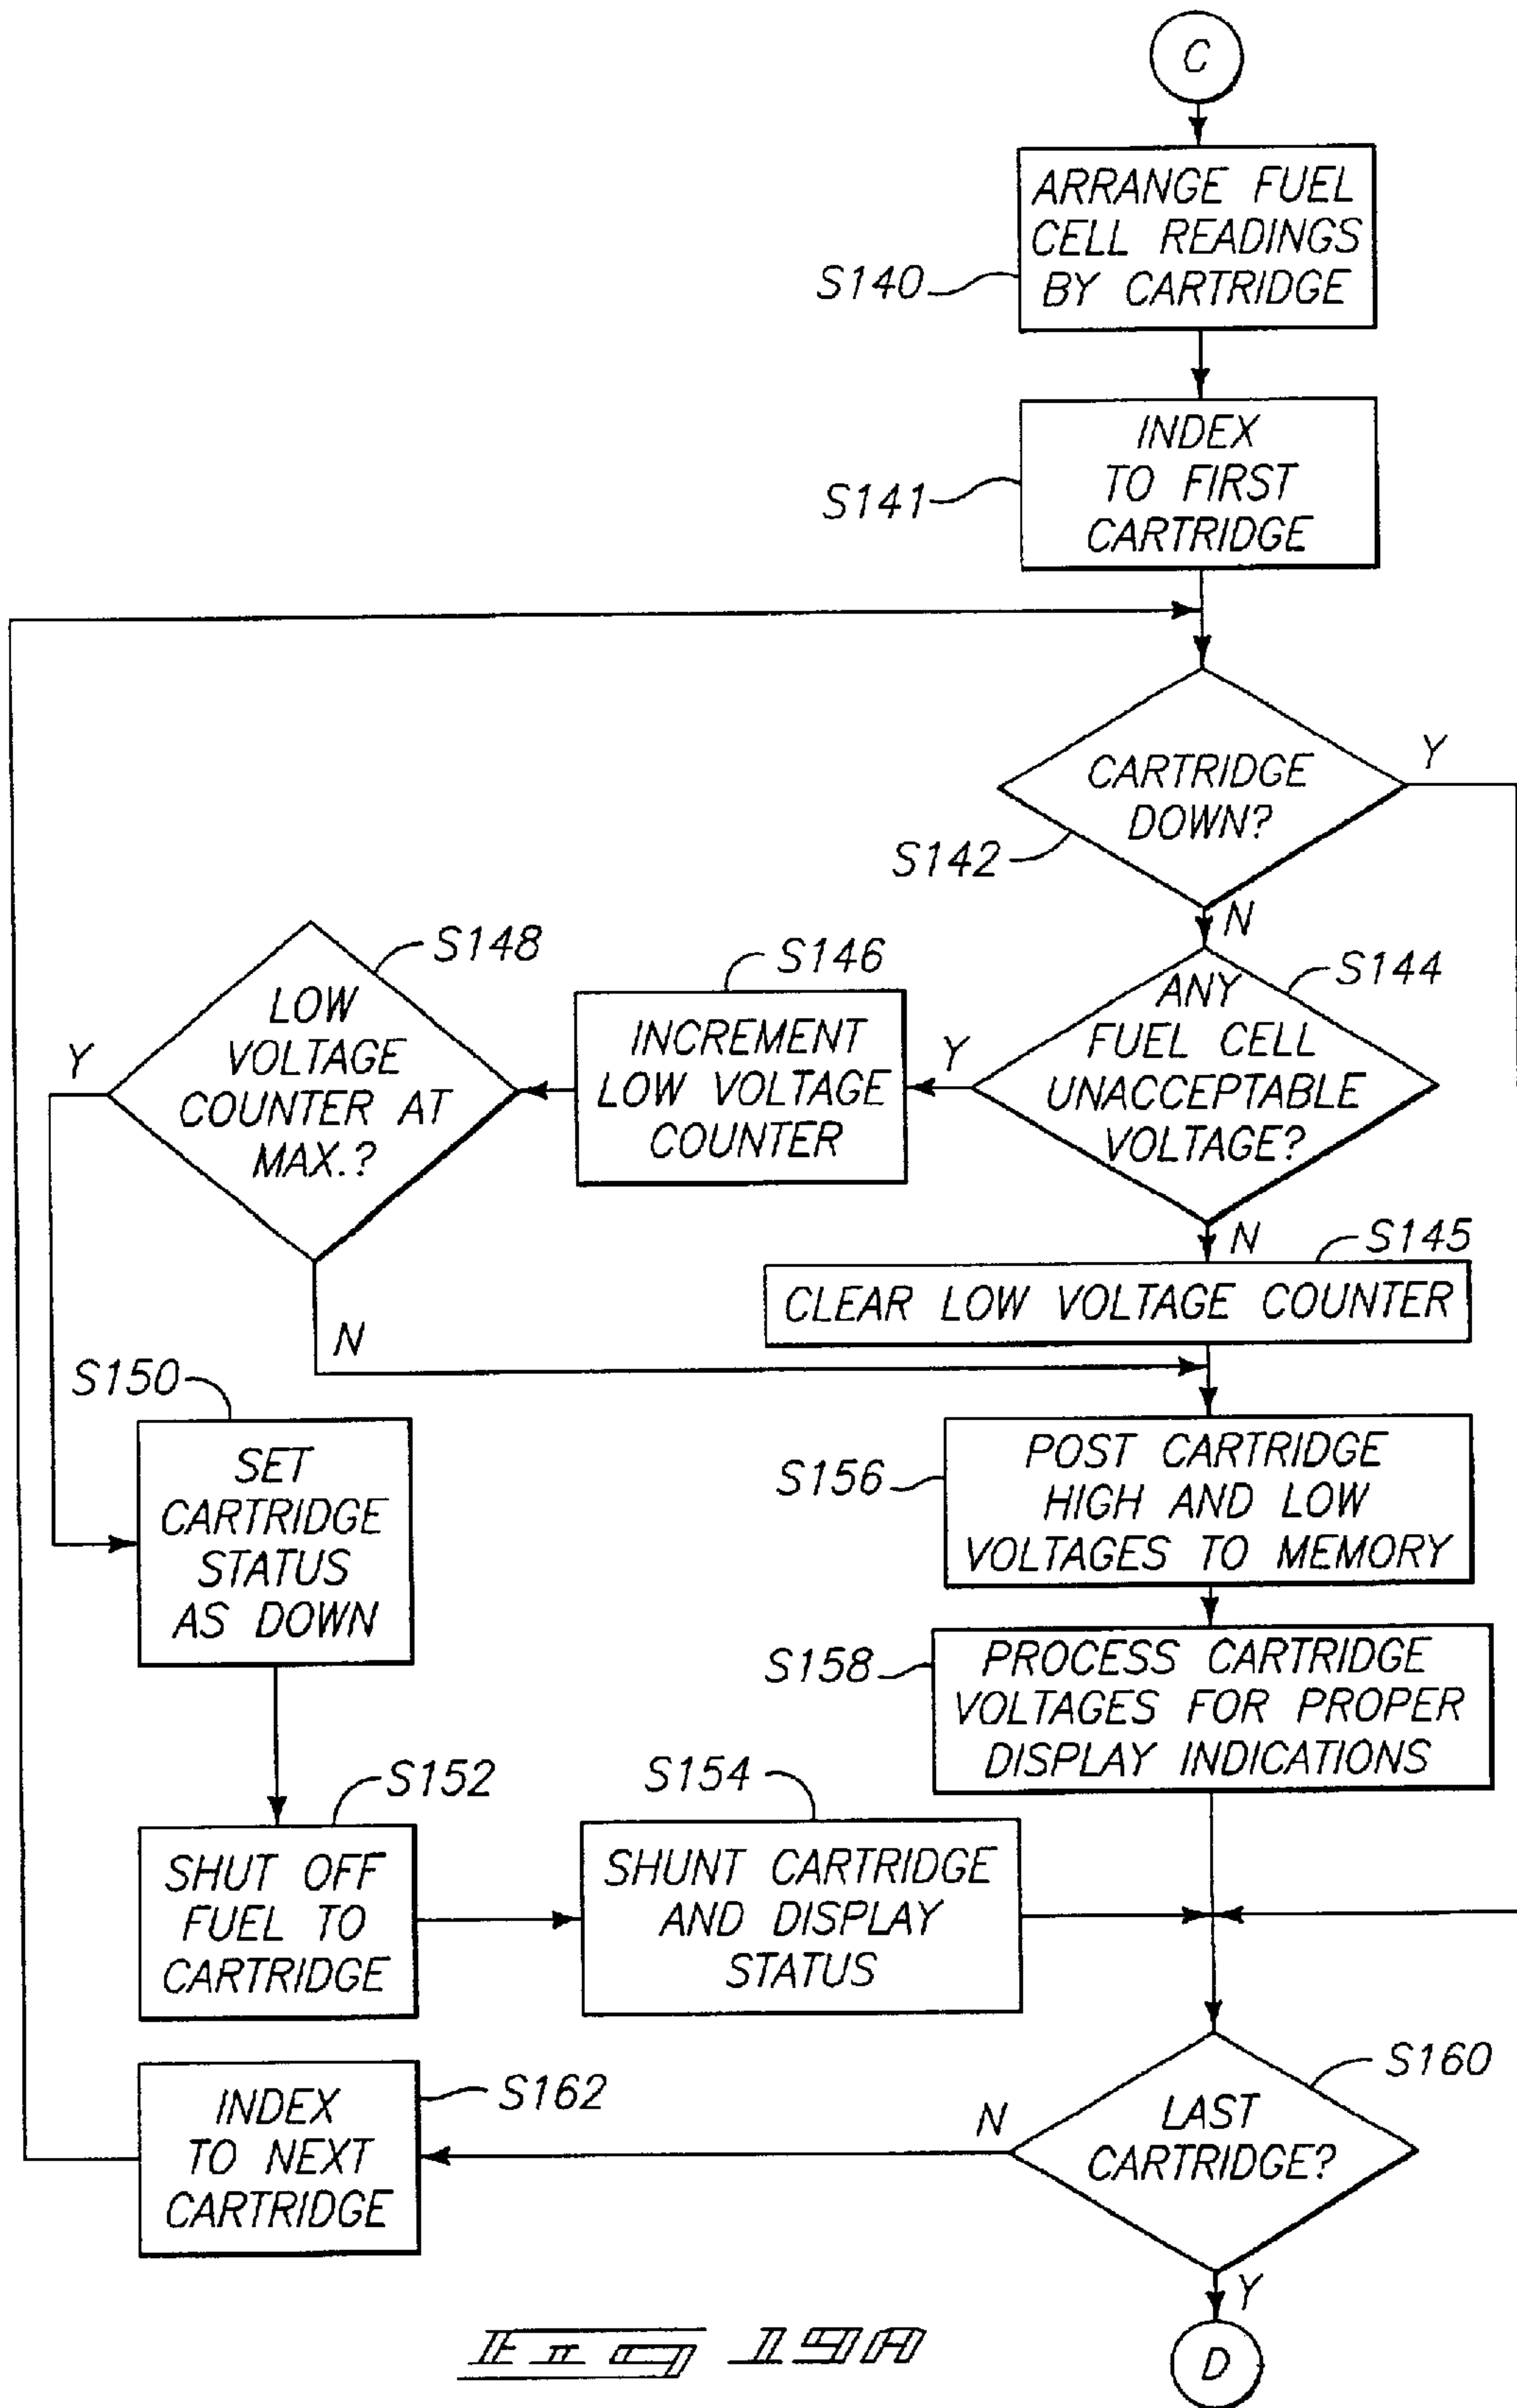 C
ARRANGE FUEL
CELL READINGS
BY CARTRIDGE
S140
INDEX
TO FIRST
CARTRIDGE
S141
CARTRIDGE
DOWN?
Y
S142
N
S148
LOW
VOLTAGE
COUNTER AT
MAX.?
Y
N
S146
INCREMENT
LOW VOLTAGE
COUNTER
Y
S144
ANY
FUEL CELL
UNACCEPTABLE
VOLTAGE?
N
S145
CLEAR LOW VOLTAGE COUNTER
S150
SET
CARTRIDGE
STATUS
AS DOWN
S156
POST CARTRIDGE
HIGH AND LOW
VOLTAGES TO MEMORY
S158
PROCESS CARTRIDGE
VOLTAGES FOR PROPER
DISPLAY INDICATIONS
S152
SHUT OFF
FUEL TO
CARTRIDGE
S154
SHUNT CARTRIDGE
AND DISPLAY
STATUS
S160
LAST
CARTRIDGE?
N
S162
INDEX
TO NEXT
CARTRIDGE
Y
D
Fig 19A